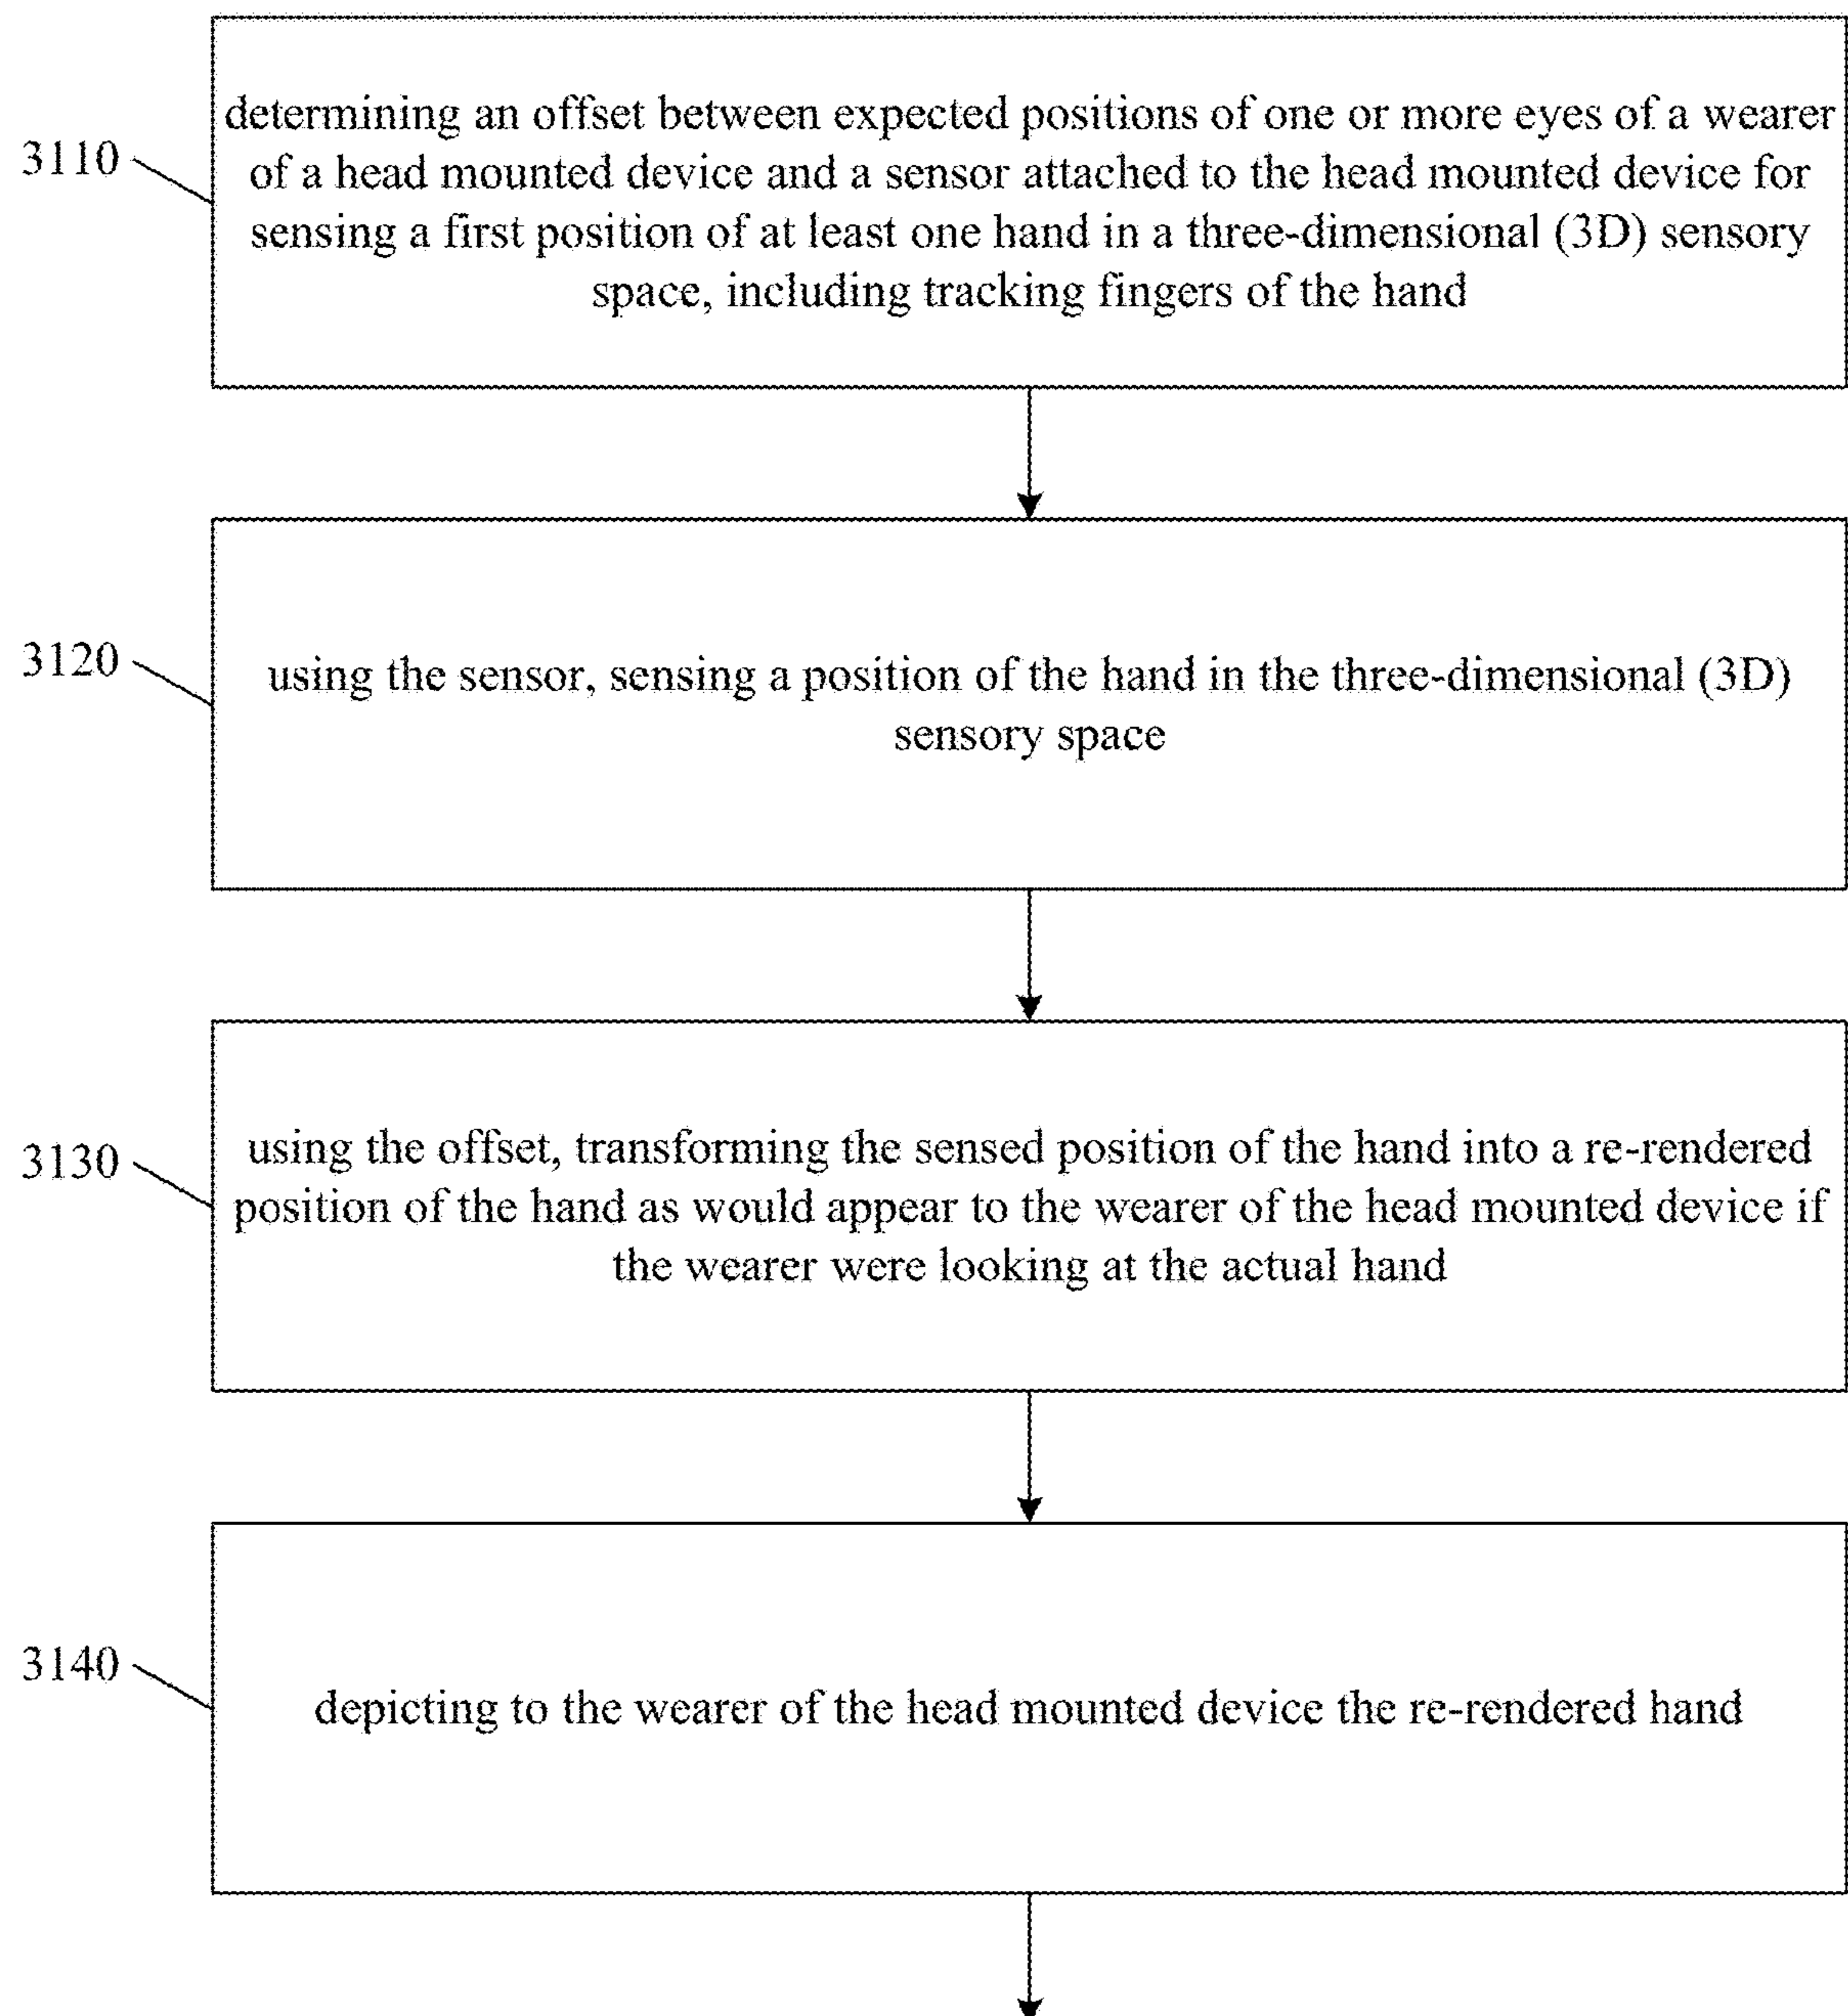 3110
determining an offset between expected positions of one or more eyes of a wearer
of a head mounted device and a sensor attached to the head mounted device for
sensing a first position of at least one hand in a three-dimensional (3D) sensory
space, including tracking fingers of the hand
3120
using the sensor, sensing a position of the hand in the three-dimensional (3D)
sensory space
3130
using the offset, transforming the sensed position of the hand into a re-rendered
position of the hand as would appear to the wearer of the head mounted device if
the wearer were looking at the actual hand
3140
depicting to the wearer of the head mounted device the re-rendered hand